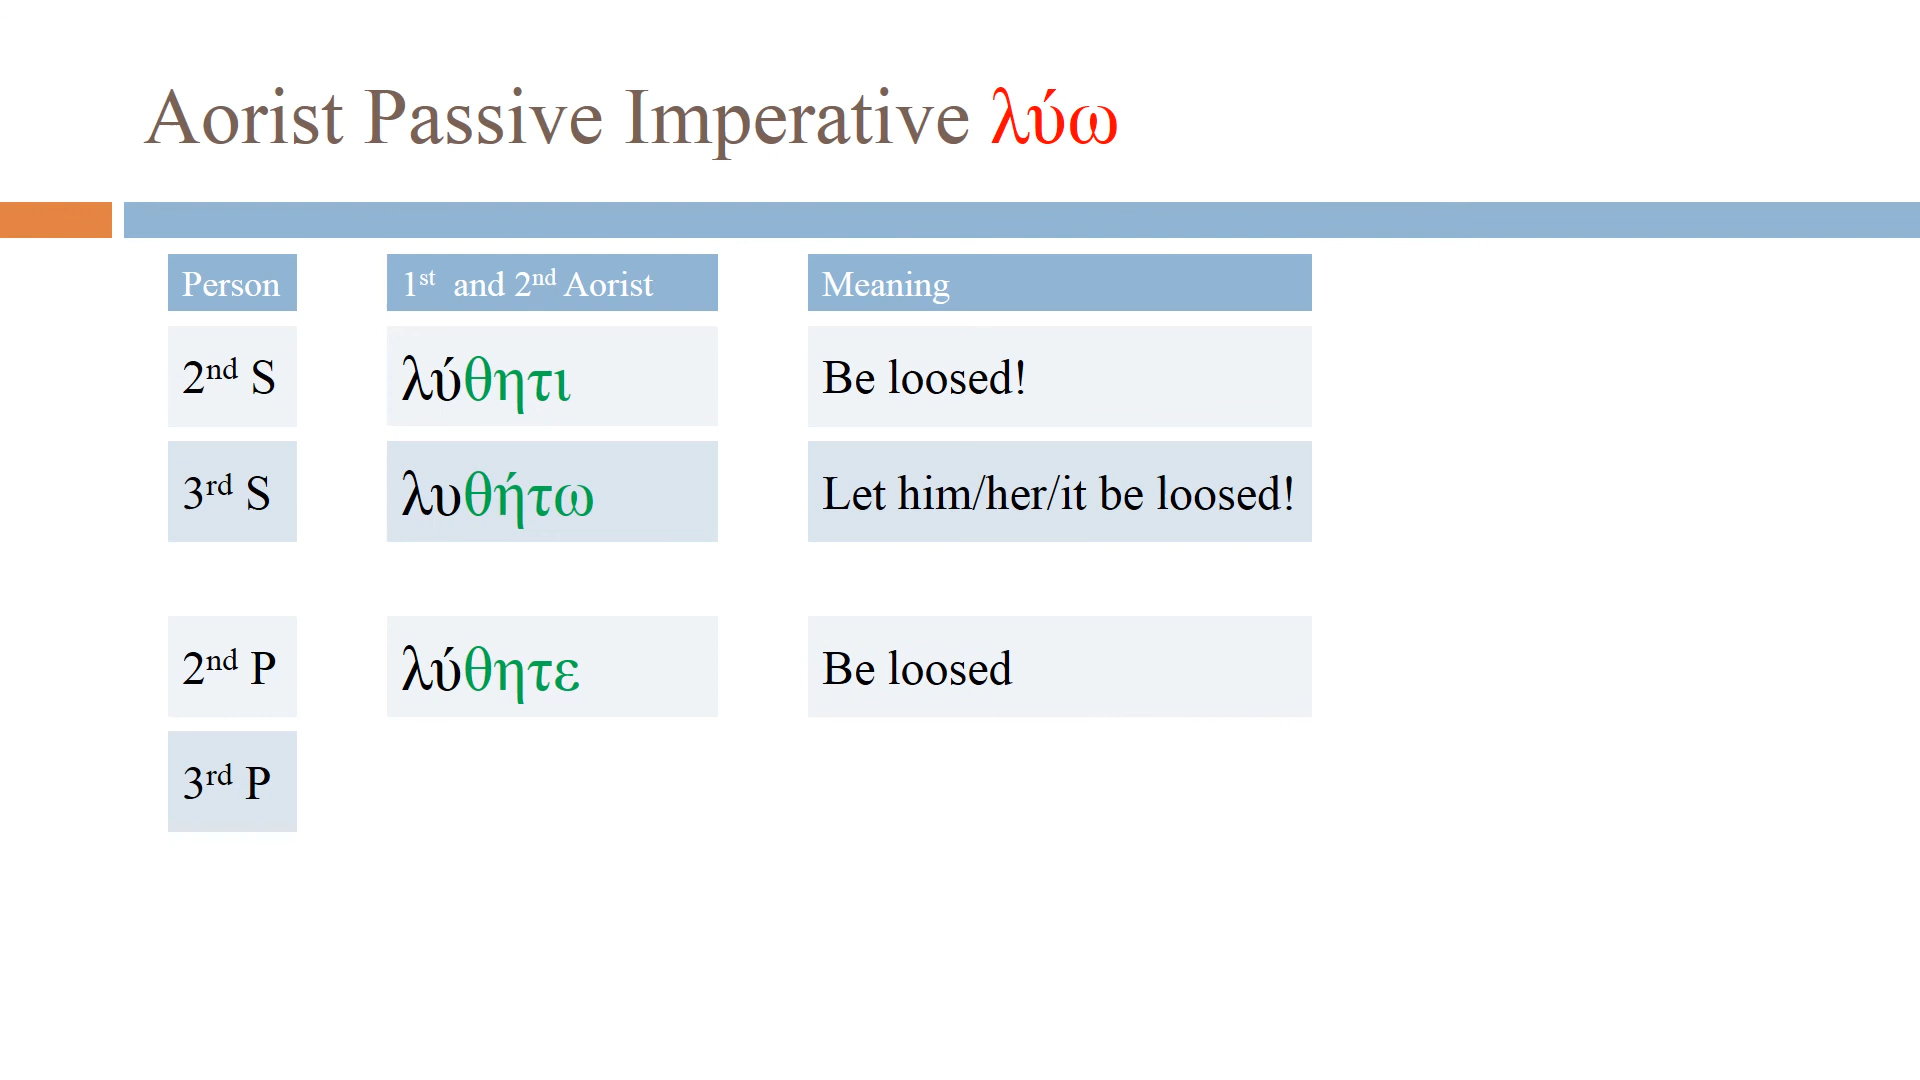 Aorist Passive Imperative λύω
Person 1st and 2nd Aorist Meaning
2nd S λύθητι Be loosed!
3rd S λυθήτω Let him/her/it be loosed!
2nd P λύθητε Be loosed
3rd P